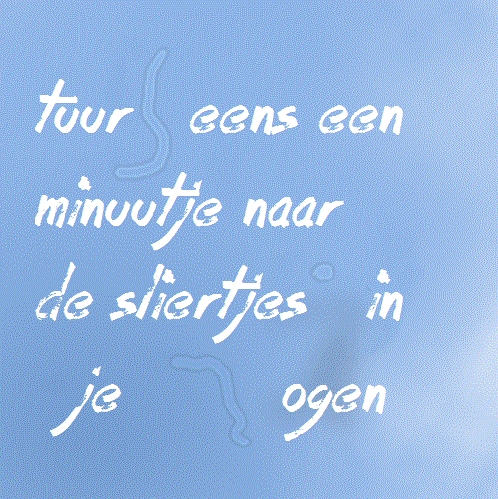 tuur eens een
minuutje naar
de sliertjes in
je ogen